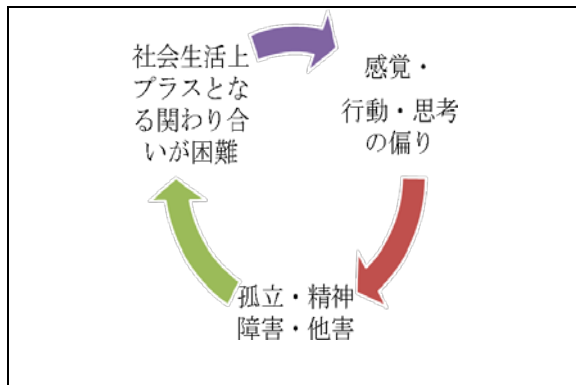 社会生活上
プラスとな
る関わり合
いが困難
感覚・
行動・思考
の偏り
孤立・精神
障害・他害